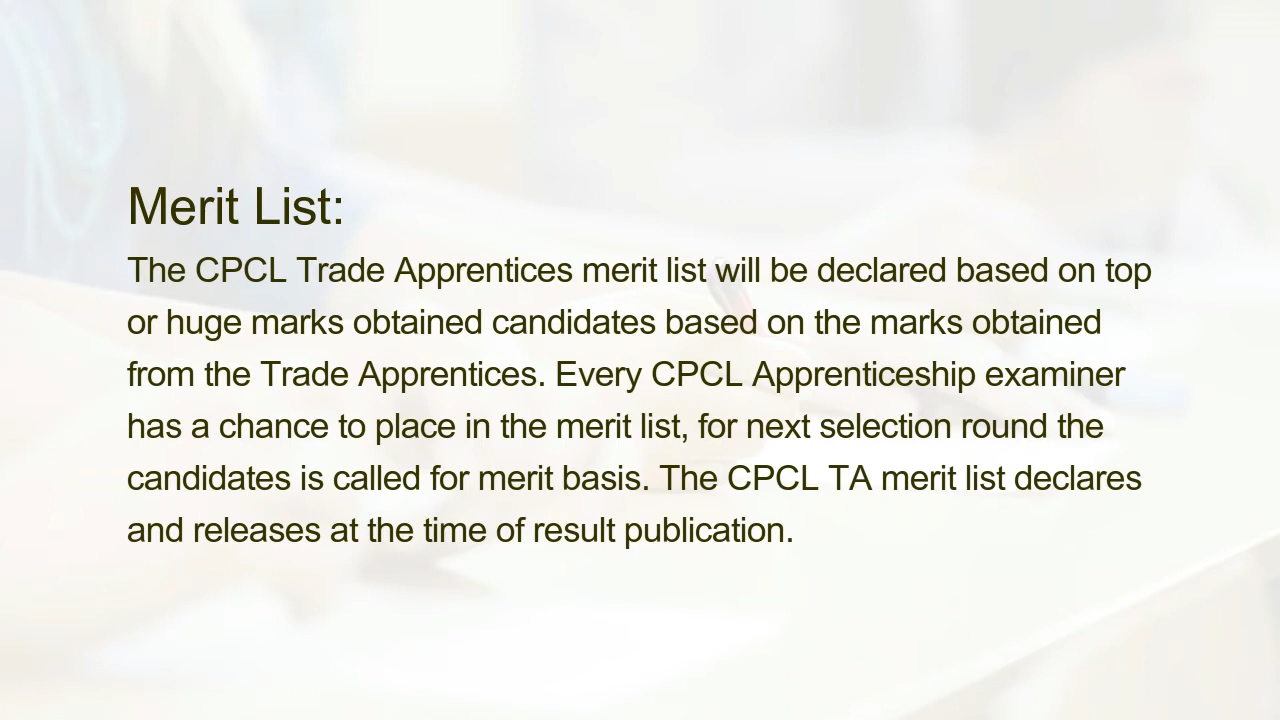 Merit List:
The CPCL Trade Apprentices merit list will be declared based on top
or huge marks obtained candidates based on the marks obtained
from the Trade Apprentices. Every CPCL Apprenticeship examiner
has a chance to place in the merit list, for next selection round the
candidates is called for merit basis. The CPCL TA merit list declares
and releases at the time of result publication.